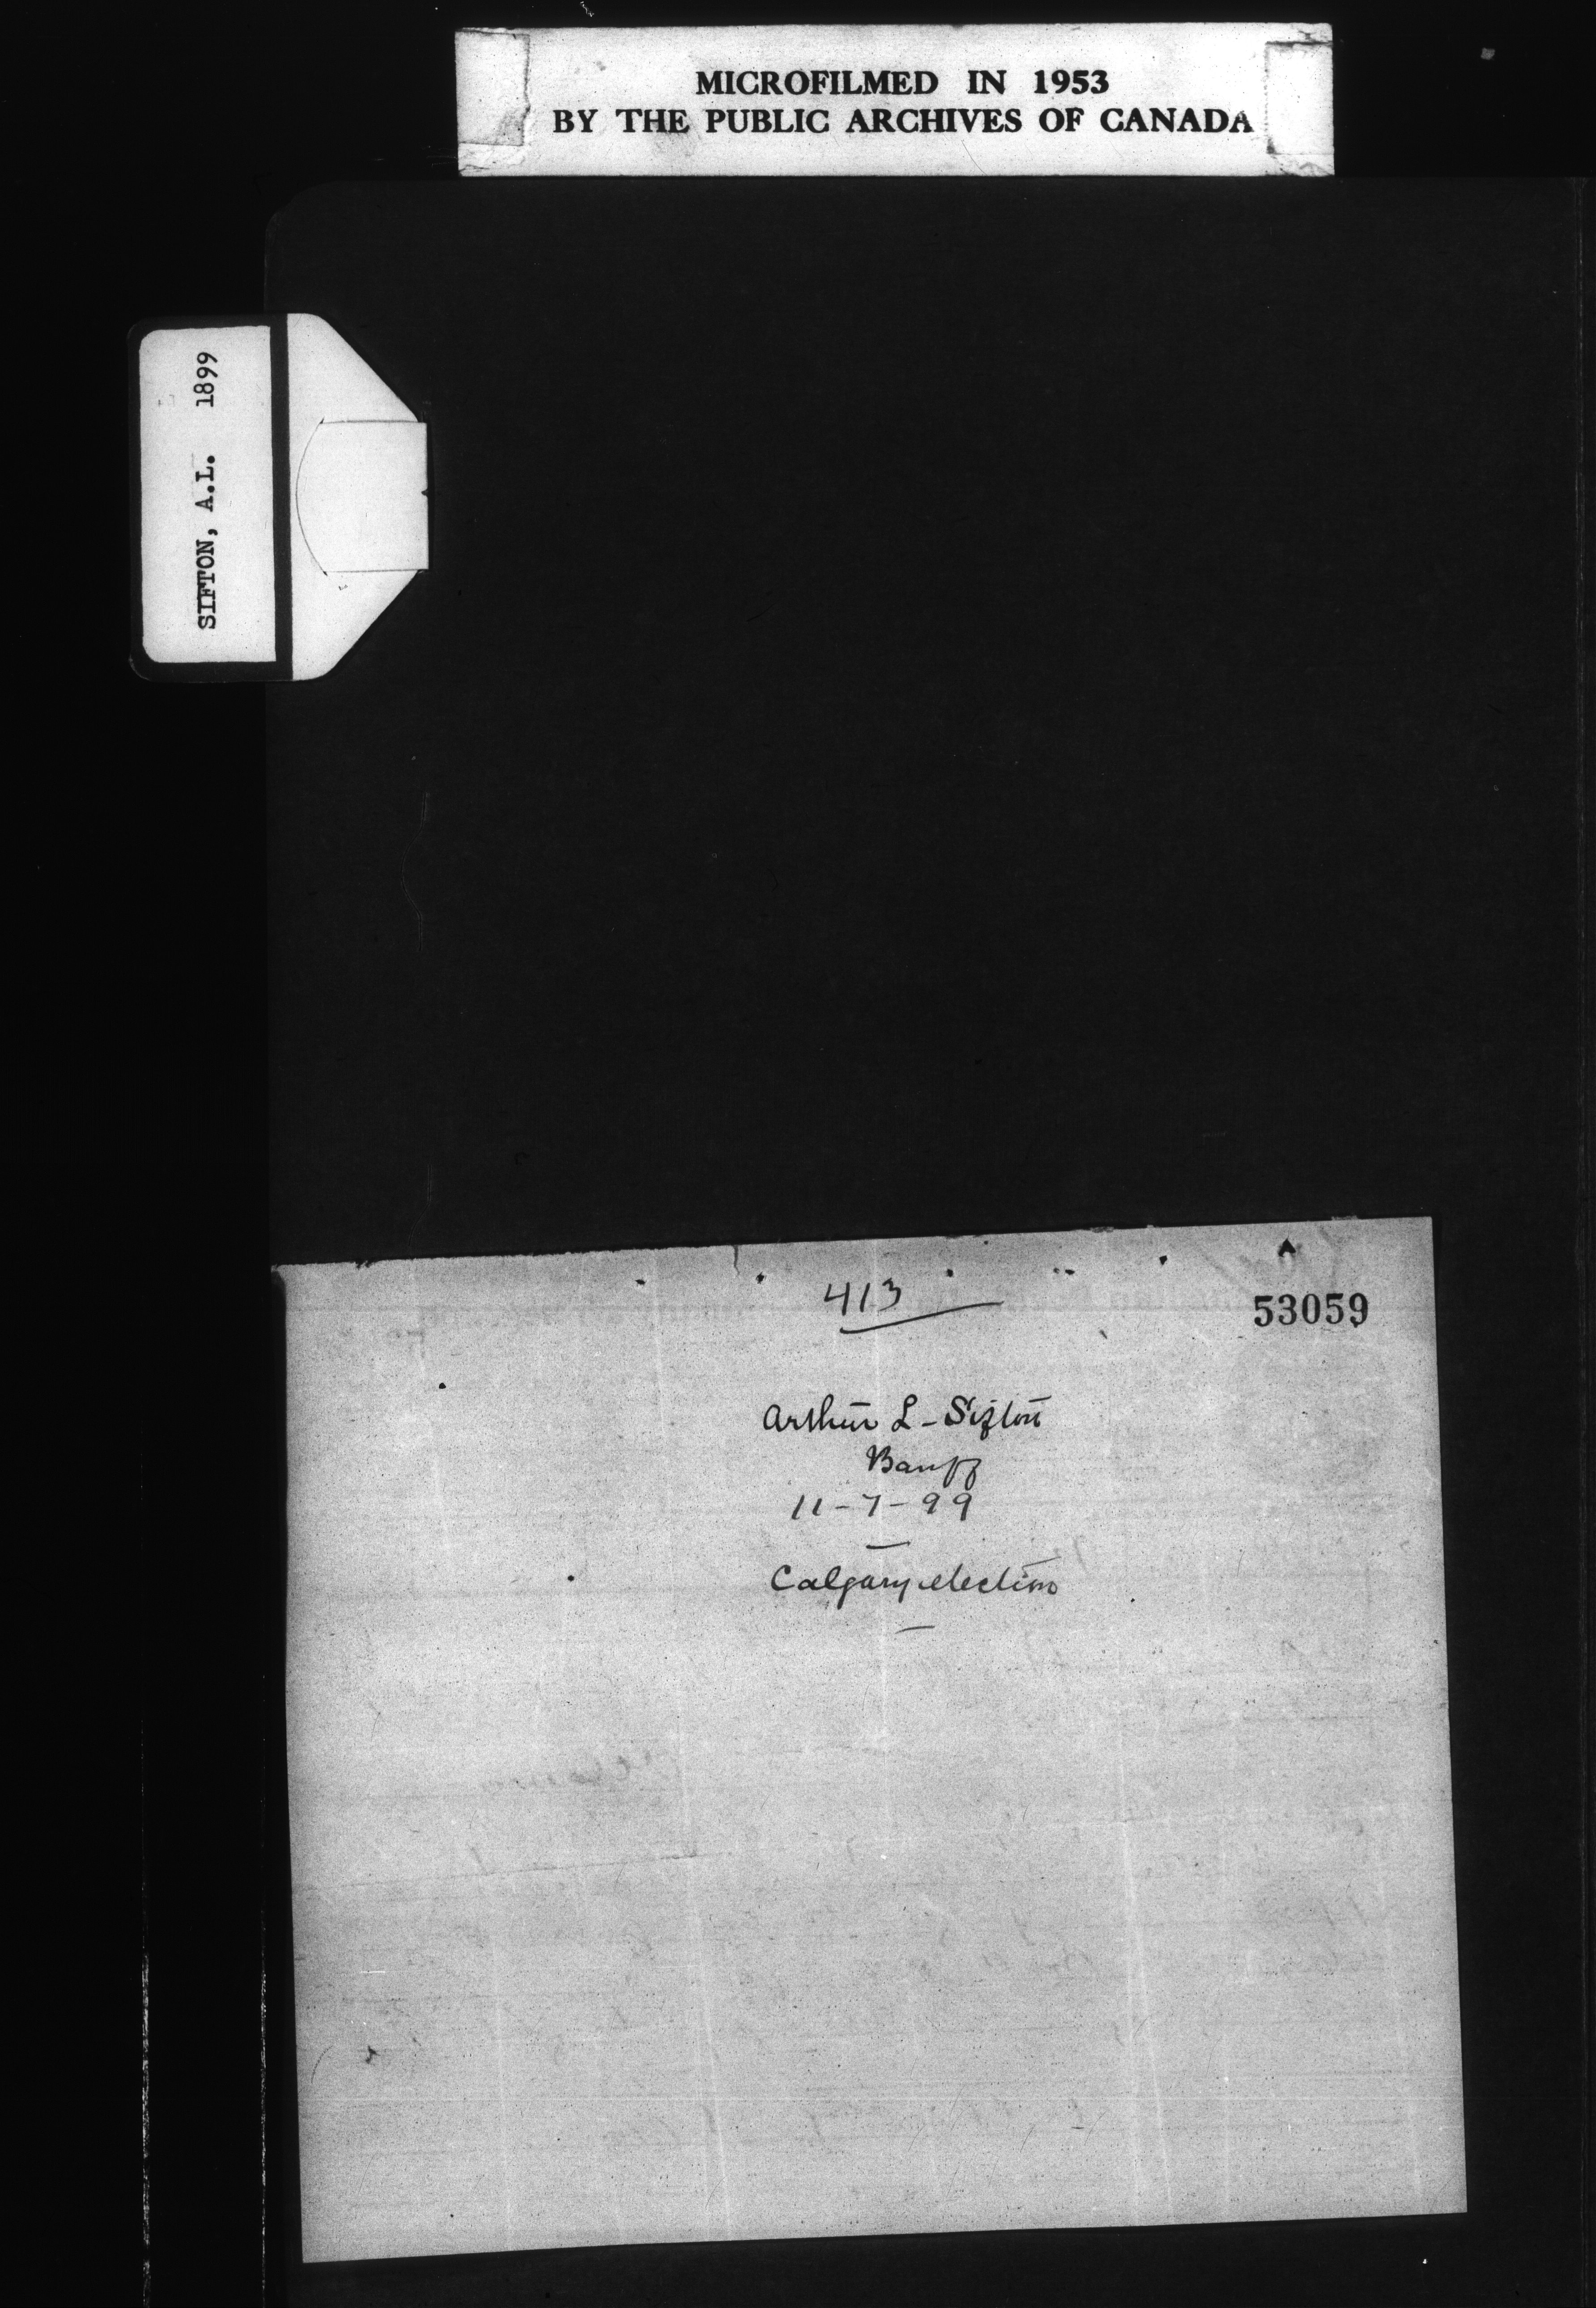 MICROFILMED IN 1953
BY THE PUBLIC ARCHIVES OF CANADA
SIFTON, A.L. 1899
413
53059
Arthur L - Sifton
Banff
11-7-99
Calgary election